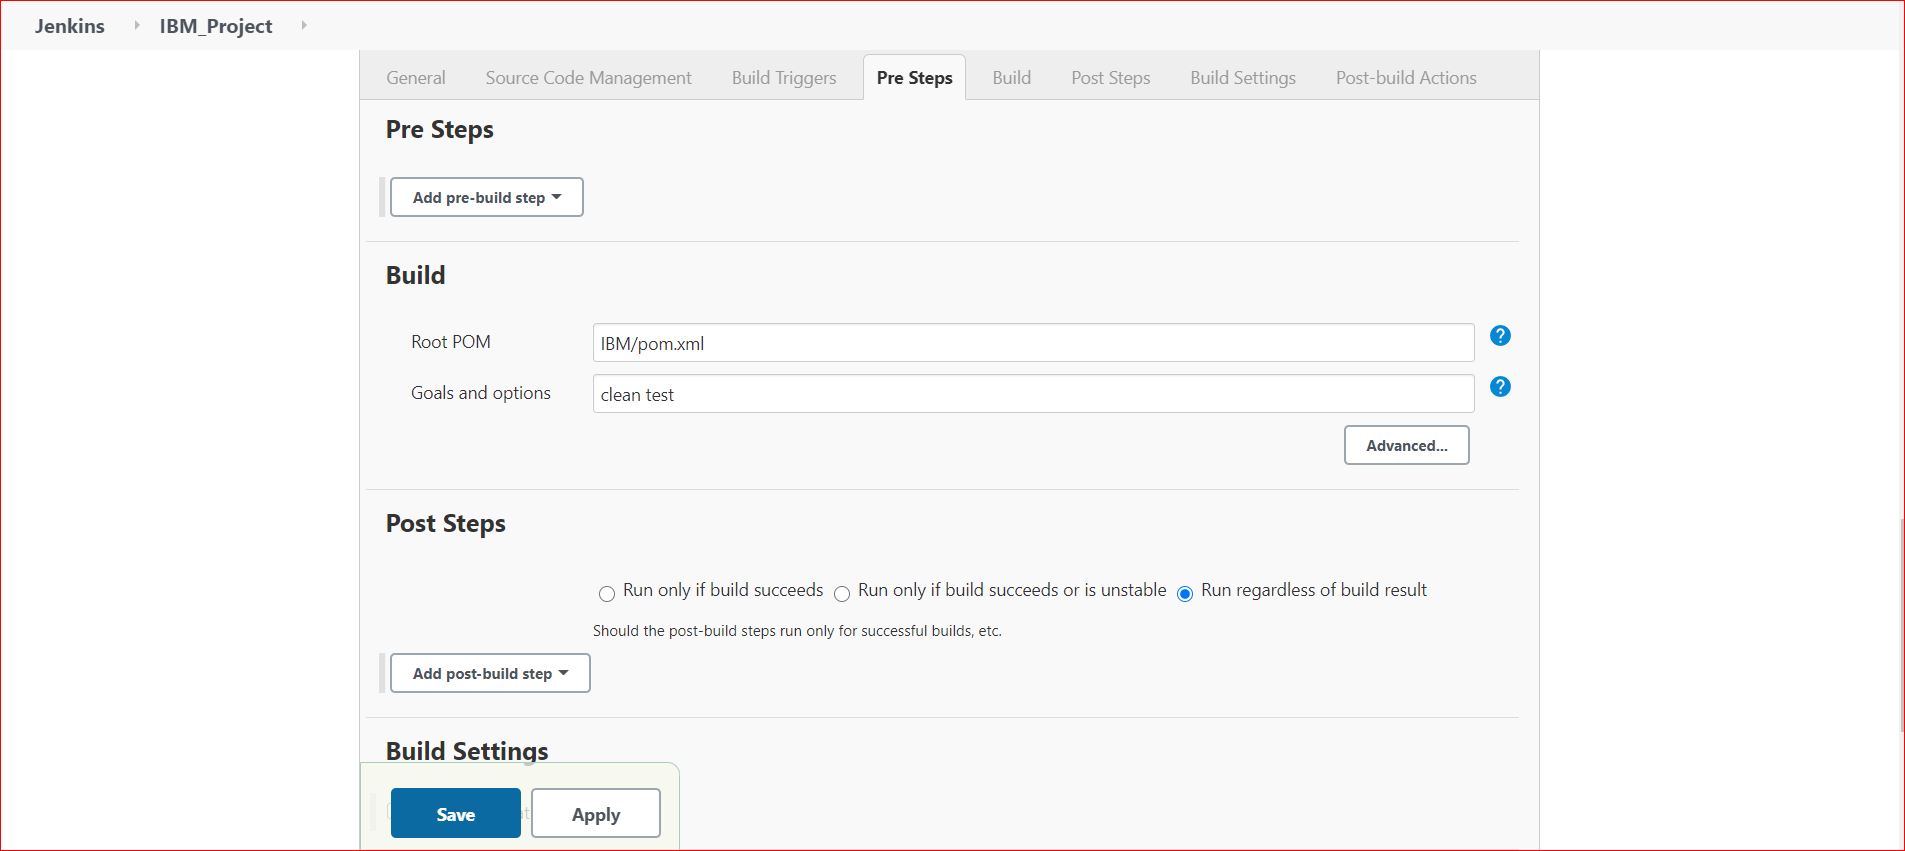 Jenkins IBM_Project
General Source Code Management Build Triggers Pre Steps Build Post Steps Build Settings Post-build Actions
Pre Steps
Add pre-build step
Build
Root POM IBM/pom.xml ?
Goals and options clean test ?
Advanced...
Post Steps
Run only if build succeeds Run only if build succeeds or is unstable Run regardless of build result
Should the post-build steps run only for successful builds, etc.
Add post-build step
Build Settings
Save Apply